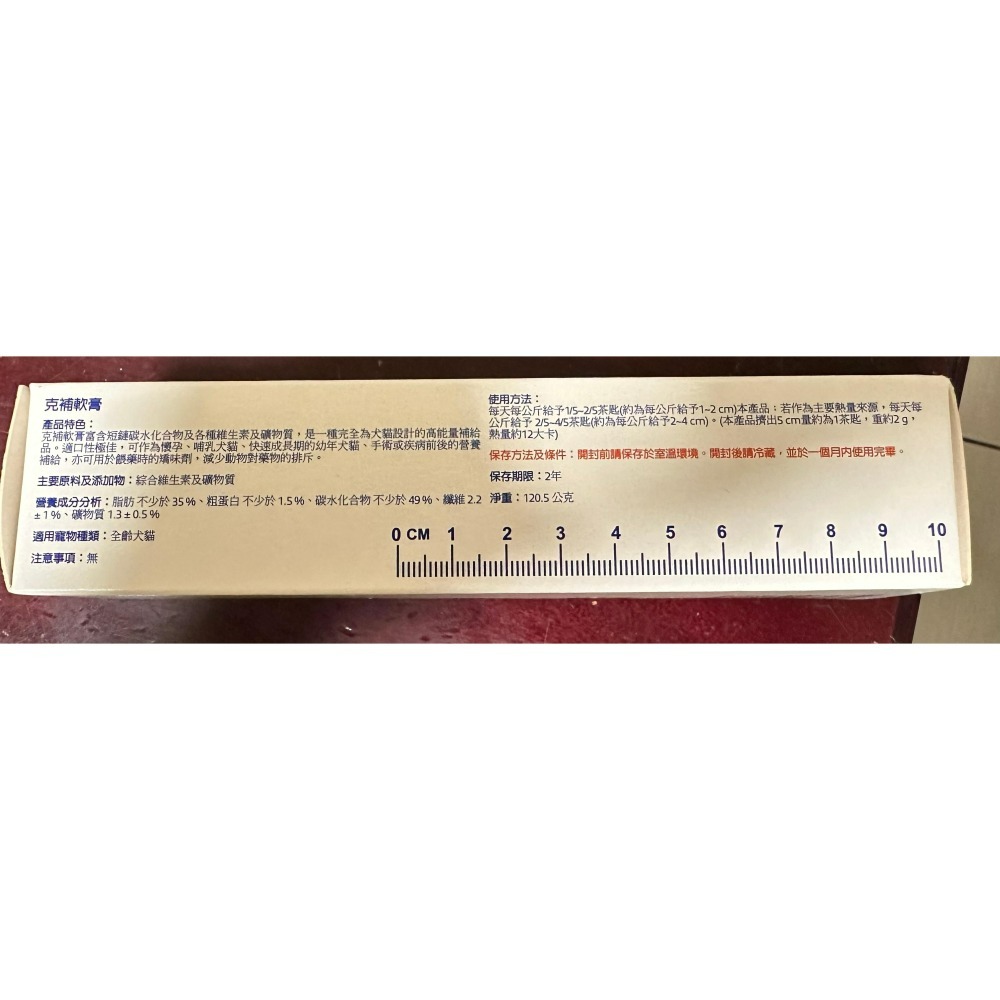 克補軟膏
產品特色：
克補軟膏富含短鏈碳水化合物及各種維生素及礦物質，是一種完全為犬貓設計的高能量補給
品。適口性極佳，可作為懷孕、哺乳犬貓、快速成長期的幼年犬貓、手術或疾病前後的營養
補給，亦可用於餵藥時的矯味劑，減少動物對藥物的排斥。
主要原料及添加物：綜合維生素及礦物質
營養成分分析：脂肪 不少於 35 %、粗蛋白 不少於 1.5 %、碳水化合物 不少於 49 %、纖維 2.2
± 1 %、礦物質 1.3 ± 0.5 %
適用寵物種類：全齡犬貓
注意事項：無
使用方法：
每天每公斤給予1/5–2/5茶匙(約為每公斤給予1–2 cm)本產品；若作為主要熱量來源，每天每
公斤給予 2/5–4/5茶匙(約為每公斤給予2–4 cm)。(本產品擠出5 cm量約為1茶匙，重約2 g，
熱量約12大卡)
保存方法及條件：開封前請保存於室溫環境。開封後請冷藏，並於一個月內使用完畢。
保存期限：2年
淨重：120.5 公克
0 CM 1 2 3 4 5 6 7 8 9 10